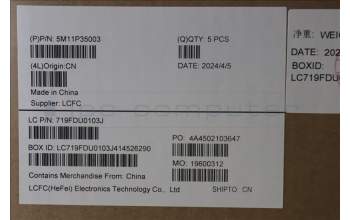 (P)P/N: 5M11P35003
(Q)QTY: 5 PCS
(4L)Origin:CN
DATE: 2024/4/5
Made in China
Supplier: LCFC
LC P/N: 719FDU0103J
PO: 4A4502103647
BOX ID: LC719FDU0103J414526290
MO: 19600312
Contains Merchandise From: China
LCFC(HeFei) Electronics Technology Co., Ltd.
SHIPTO CN
净重: WEIG
DATE: 202
BOXID:
LC719FDU